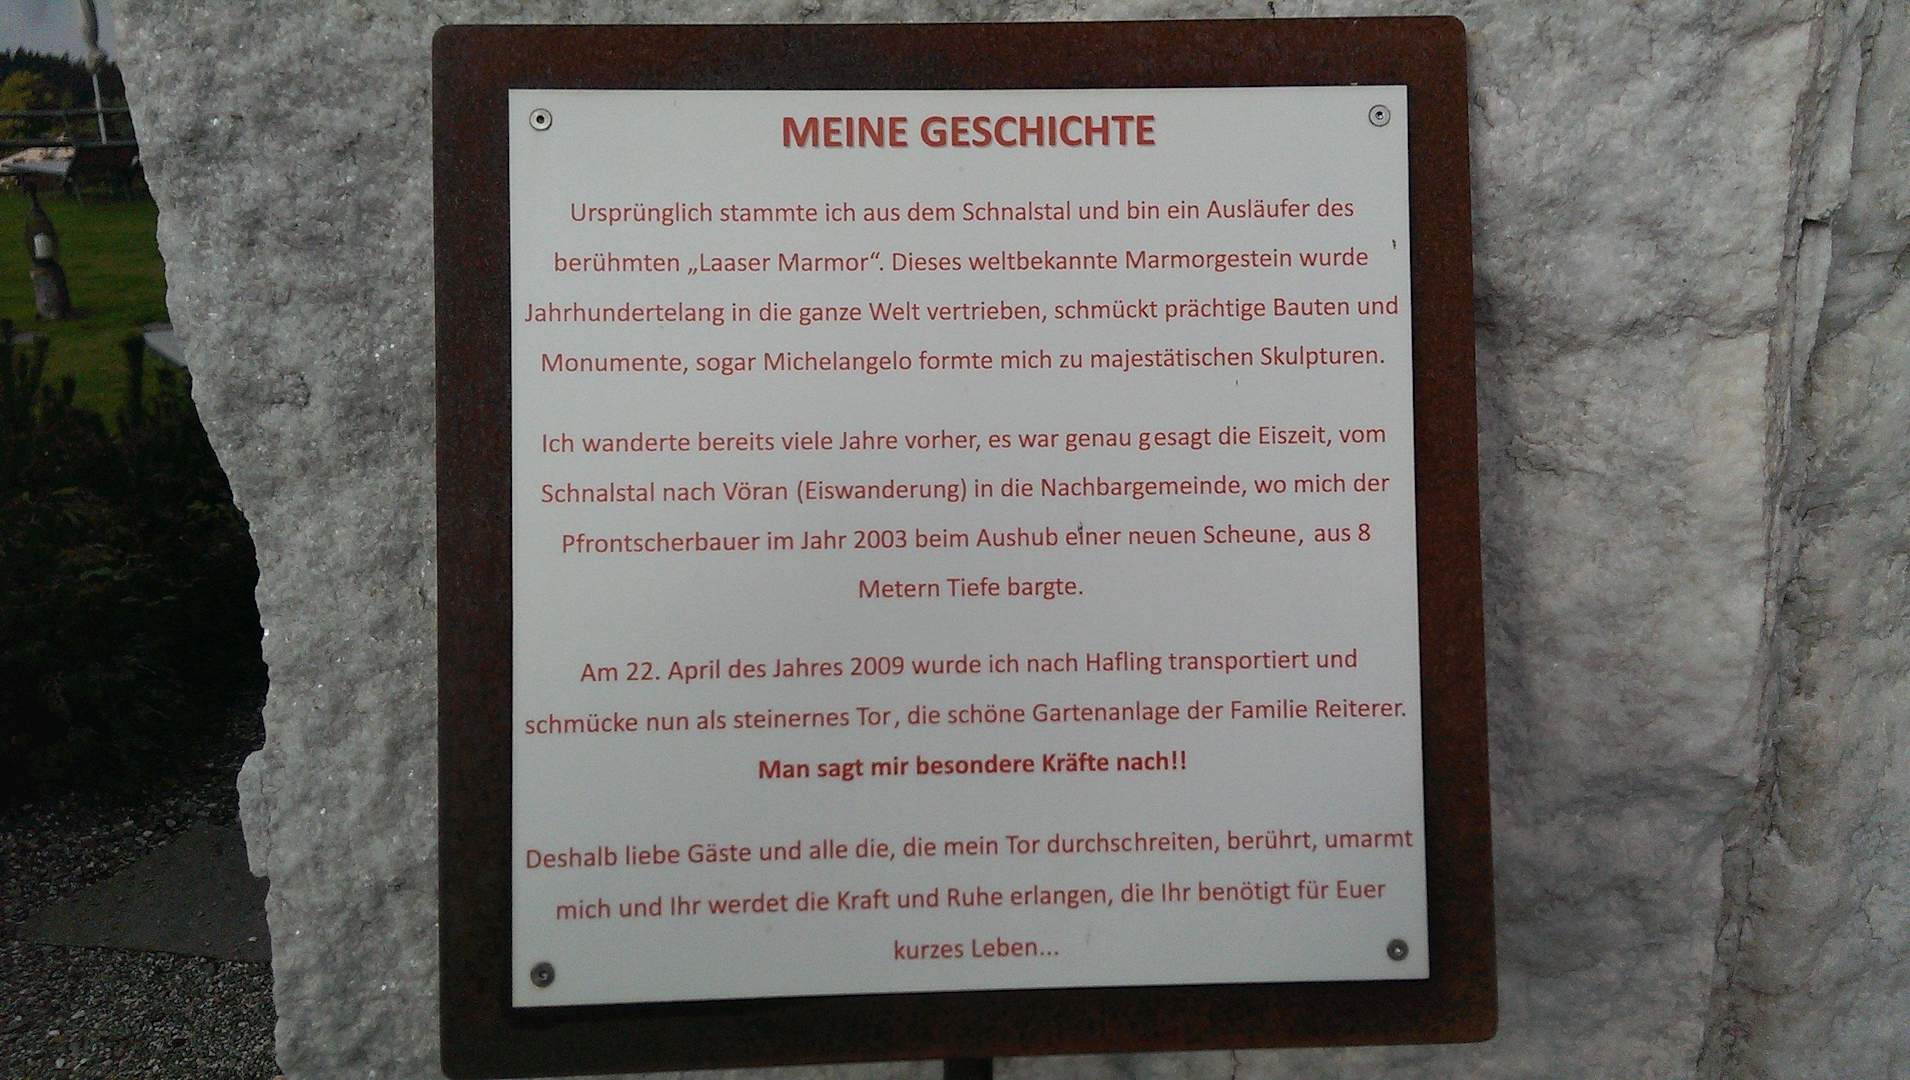 MEINE GESCHICHTE
Ursprünglich stammte ich aus dem Schnalstal und bin ein Ausläufer des
berühmten „Laaser Marmor“. Dieses weltbekannte Marmorgestein wurde
Jahrhundertelang in die ganze Welt vertrieben, schmückt prächtige Bauten und
Monumente, sogar Michelangelo formte mich zu majestätischen Skulpturen.
Ich wanderte bereits viele Jahre vorher, es war genau gesagt die Eiszeit, vom
Schnalstal nach Vöran (Eiswanderung) in die Nachbargemeinde, wo mich der
Pfrontscherbauer im Jahr 2003 beim Aushub einer neuen Scheune, aus 8
Metern Tiefe bargte.
Am 22. April des Jahres 2009 wurde ich nach Hafling transportiert und
schmücke nun als steinernes Tor, die schöne Gartenanlage der Familie Reiterer.
Man sagt mir besondere Kräfte nach!!
Deshalb liebe Gäste und alle die, die mein Tor durchschreiten, berührt, umarmt
mich und Ihr werdet die Kraft und Ruhe erlangen, die Ihr benötigt für Euer
kurzes Leben...